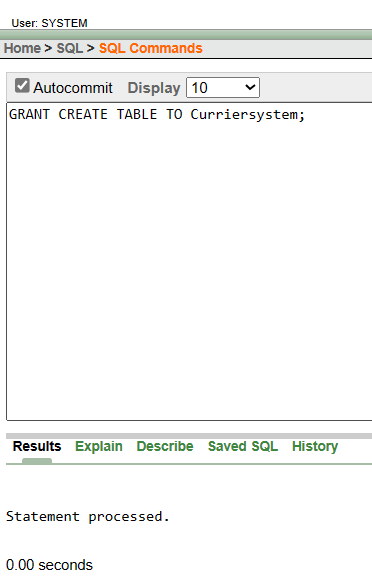 User: SYSTEM
Home > SQL > SQL Commands
Autocommit Display 10
GRANT CREATE TABLE TO Curriersystem;
Results Explain Describe Saved SQL History
Statement processed.
0.00 seconds